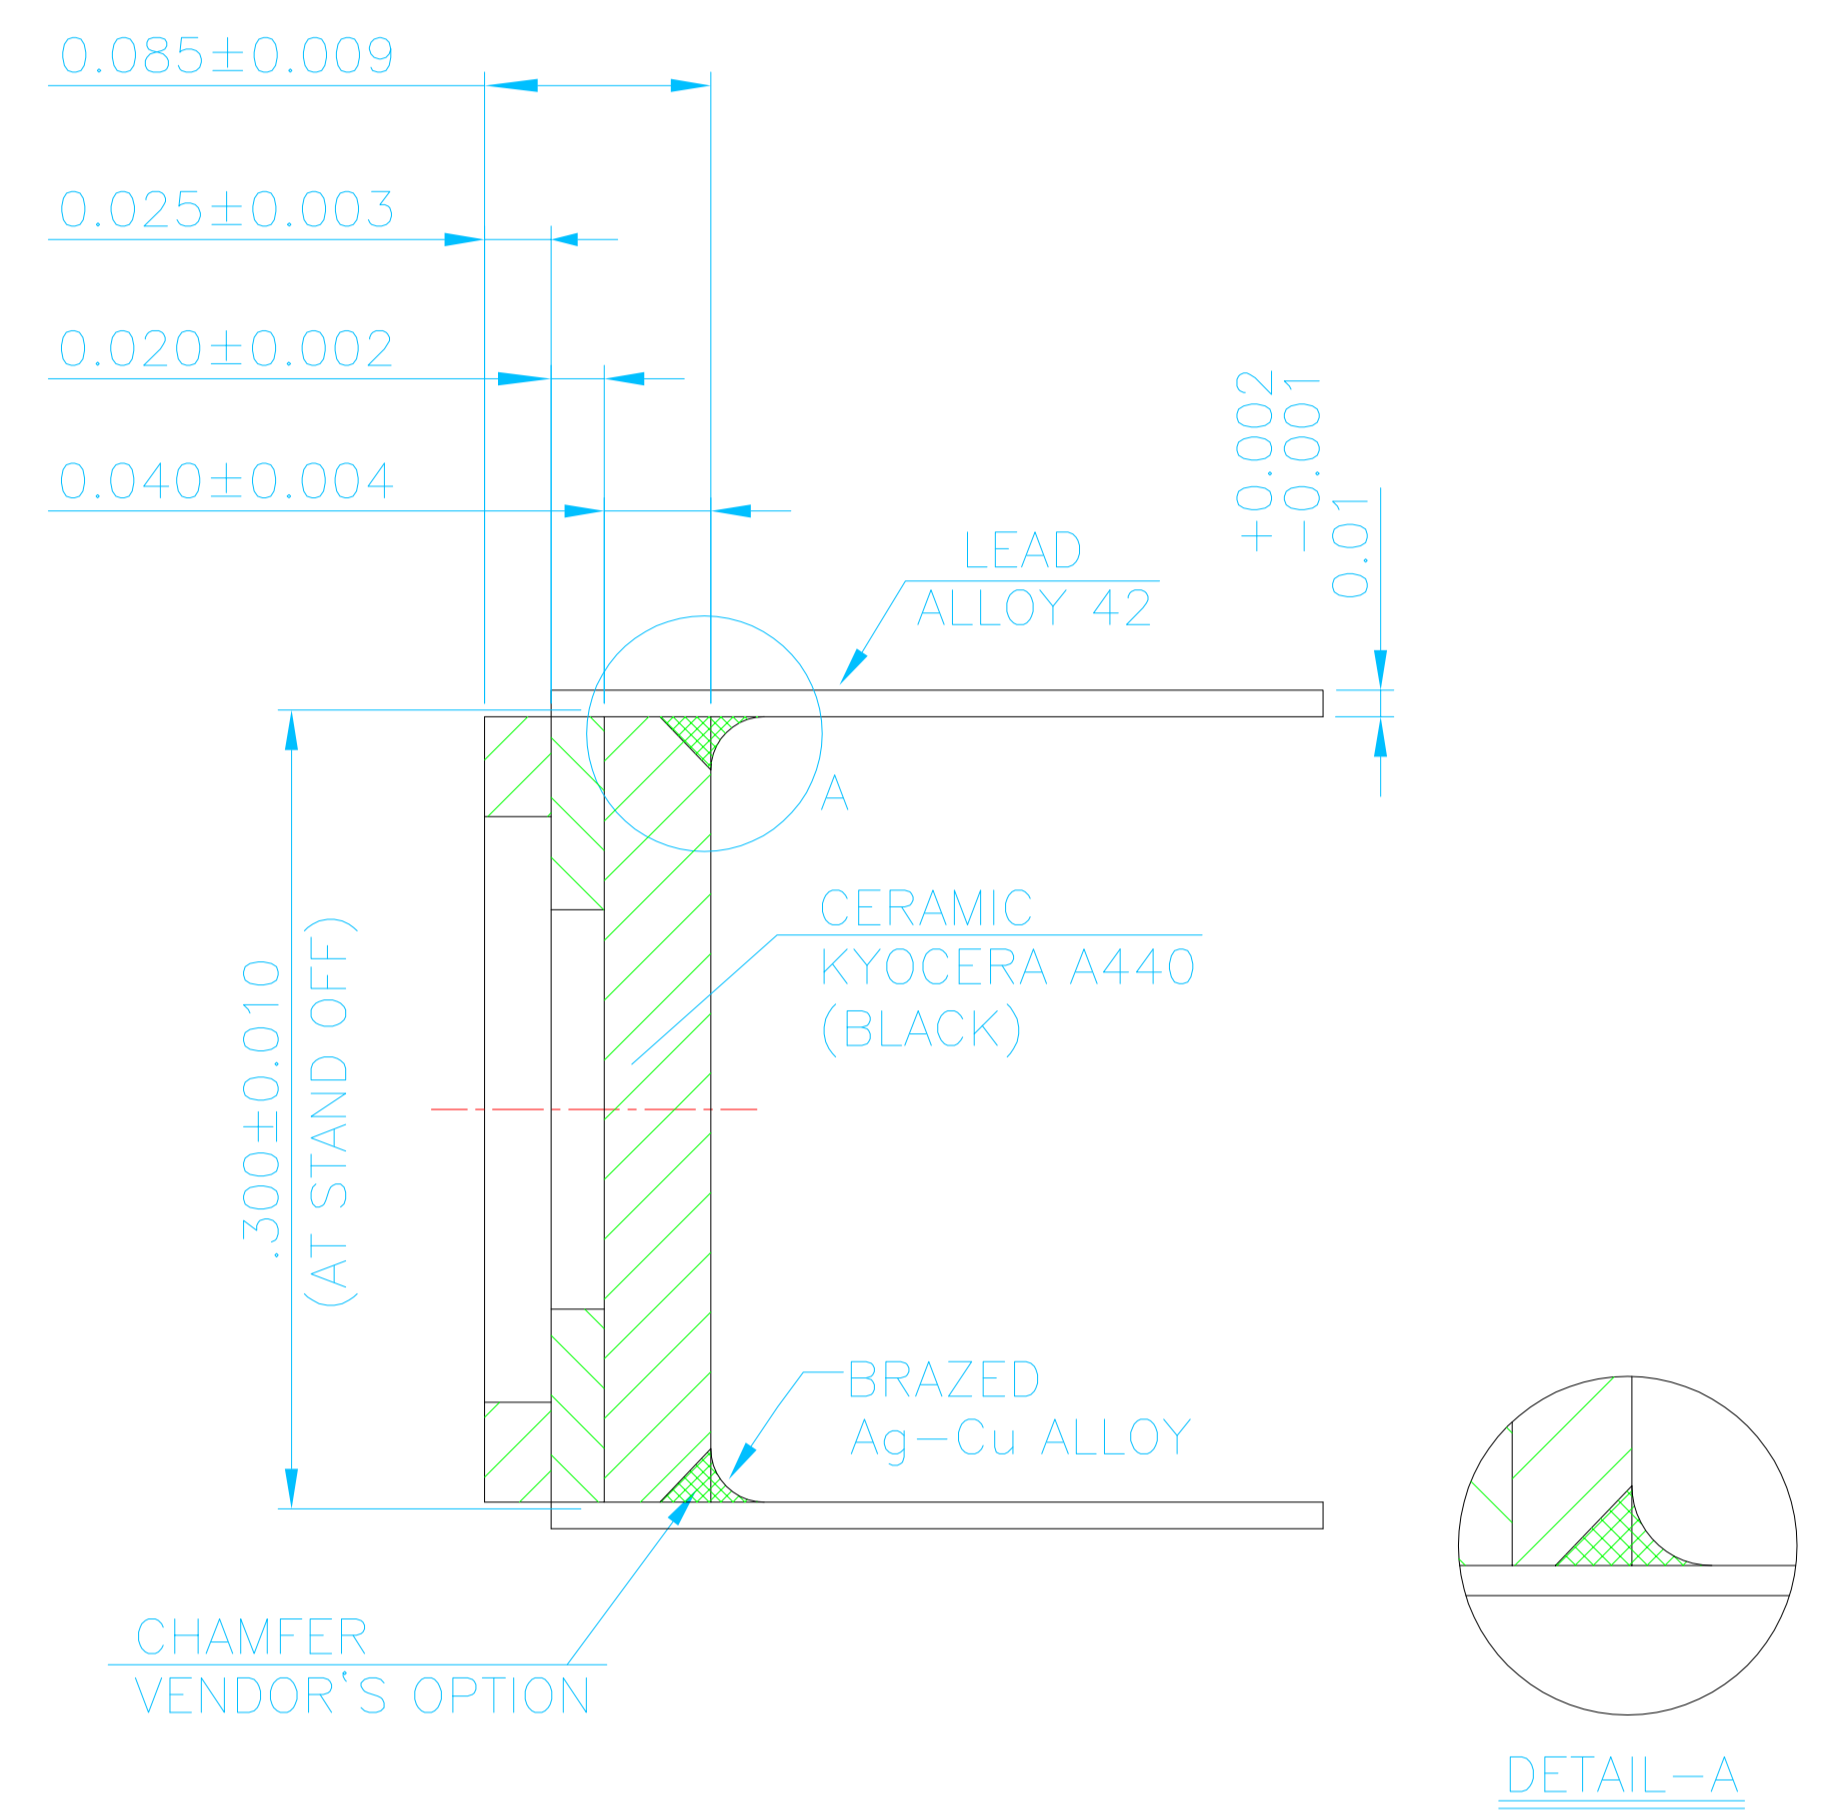 0.085±0.009
0.025±0.003
0.020±0.002
0.040±0.004
+0.002
-0.001
0.01
LEAD
ALLOY 42
A
CERAMIC
KYOCERA A440
(BLACK)
.300±0.010
(AT STAND OFF)
BRAZED
Ag-Cu ALLOY
CHAMFER
VENDOR'S OPTION
DETAIL-A